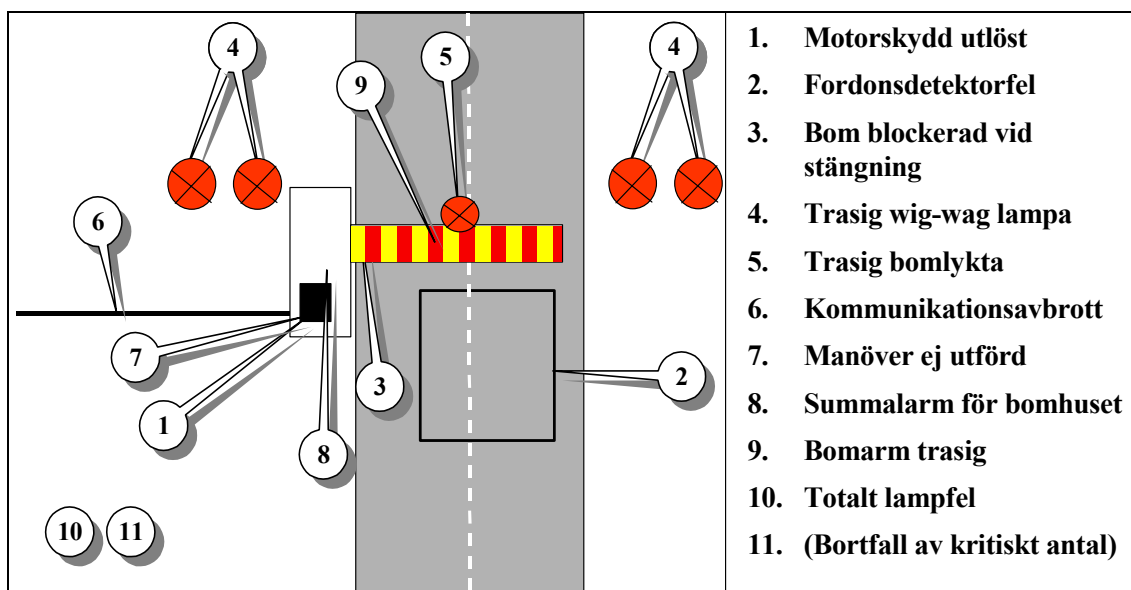 4
5
4
9
6
7
3
2
1
8
10 11
1. Motorskydd utlöst
2. Fordonsdetektorfel
3. Bom blockerad vid
stängning
4. Trasig wig-wag lampa
5. Trasig bomlykta
6. Kommunikationsavbrott
7. Manöver ej utförd
8. Summalarm för bomhuset
9. Bomarm trasig
10. Totalt lampfel
11. (Bortfall av kritiskt antal)